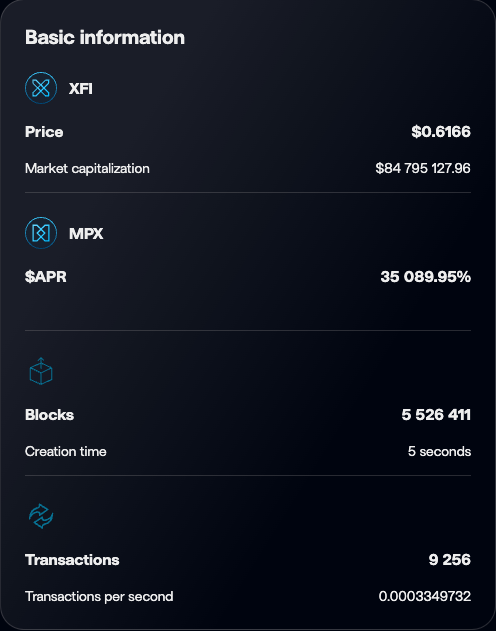 Basic information
XFI
Price $0.6166
Market capitalization $84 795 127.96
MPX
$APR 35 089.95%
Blocks 5 526 411
Creation time 5 seconds
Transactions 9 256
Transactions per second 0.0003349732